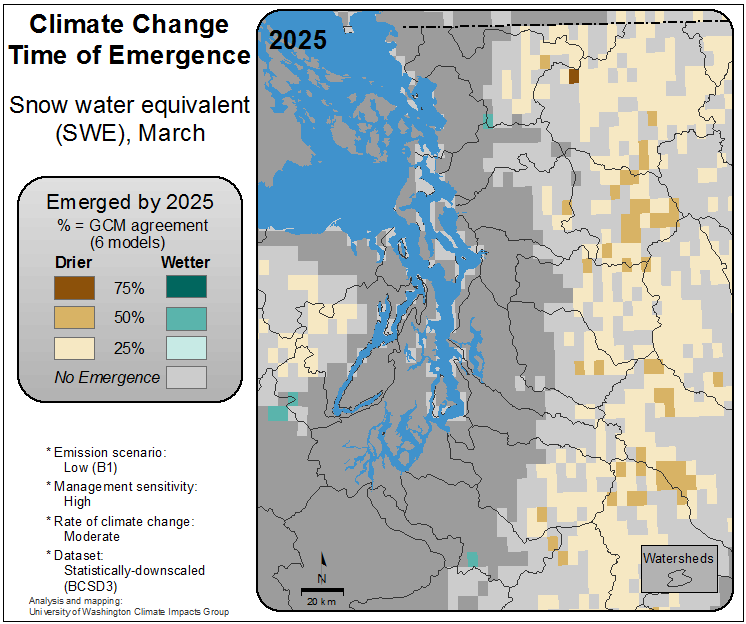 Climate Change
Time of Emergence
Snow water equivalent
(SWE), March
Emerged by 2025
% = GCM agreement
(6 models)
Drier
Wetter
75%
50%
25%
No Emergence
* Emission scenario:
Low (B1)
* Management sensitivity:
High
* Rate of climate change:
Moderate
* Dataset:
Statistically-downscaled
(BCSD3)
Analysis and mapping:
University of Washington Climate Impacts Group
2025
N
20 km
Watersheds